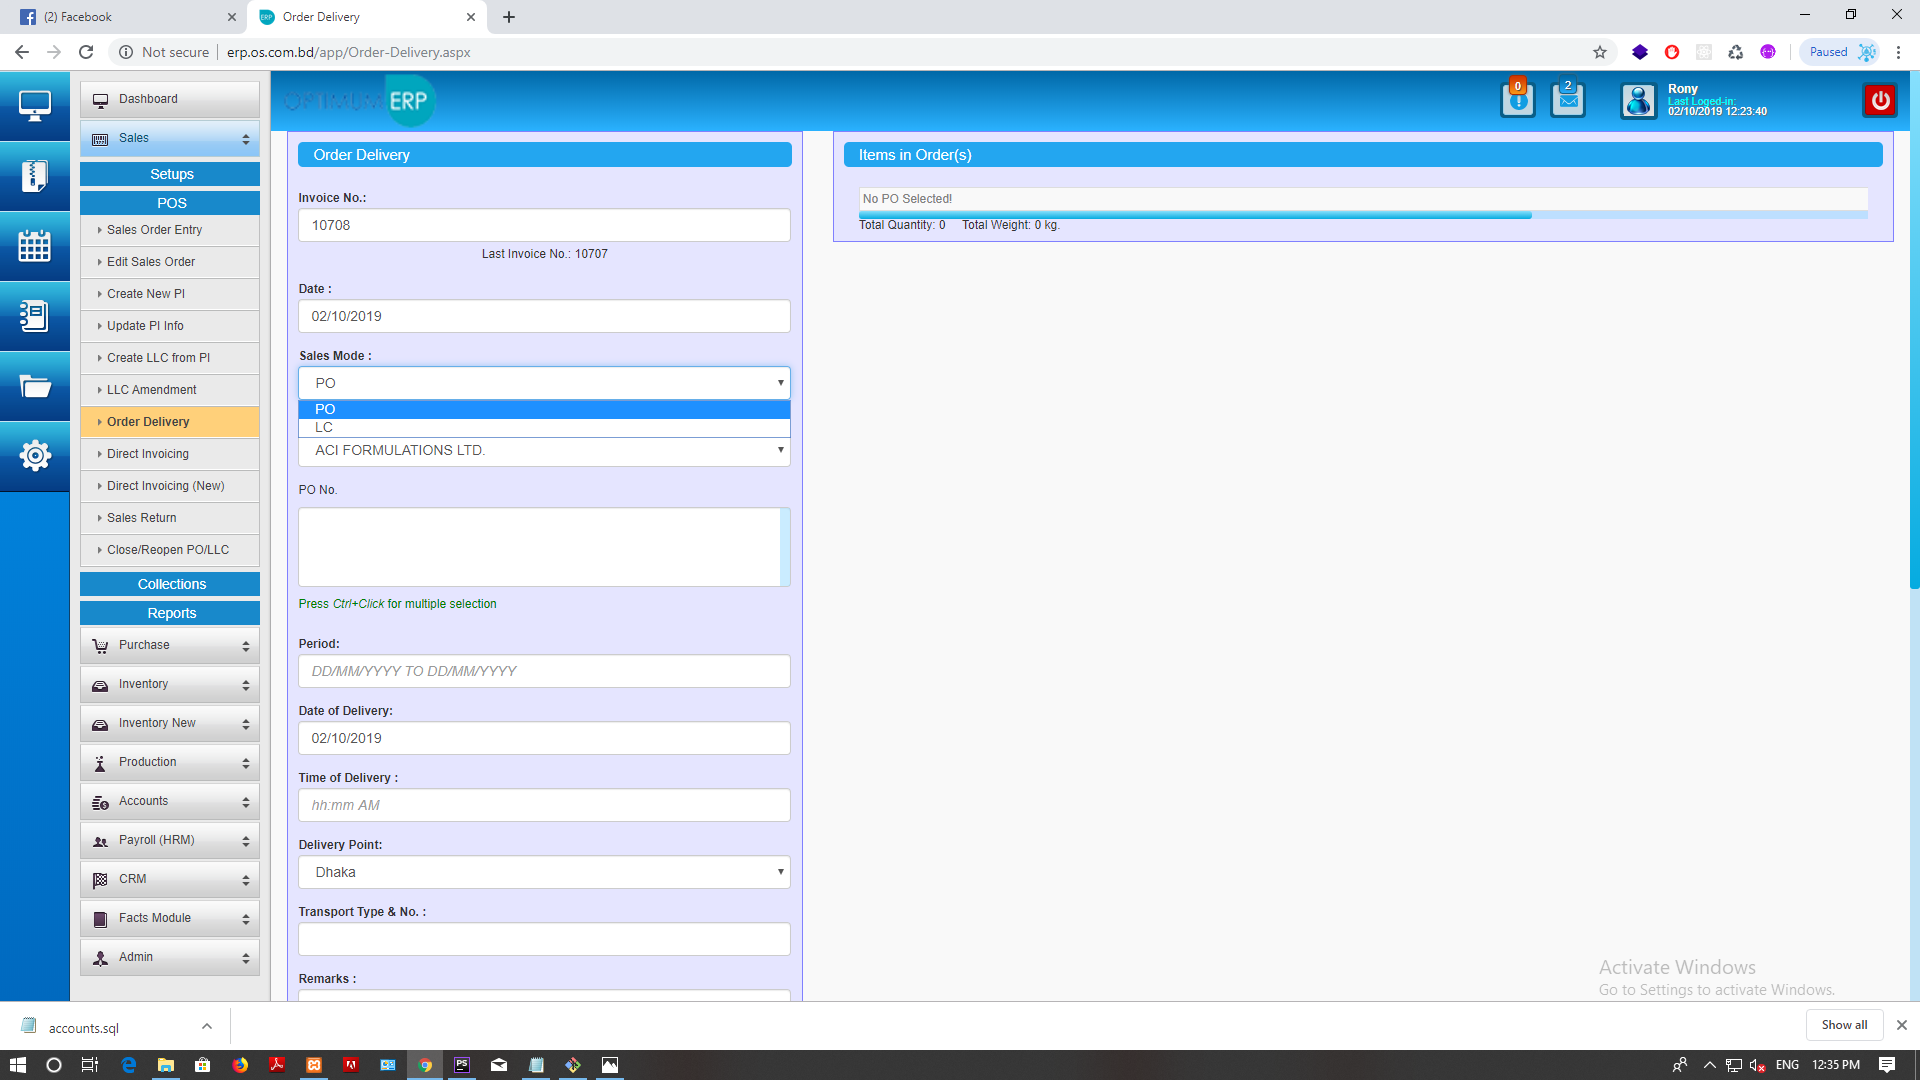 (2) Facebook
Order Delivery
Not secure
erp.os.com.bd/app/Order-Delivery.aspx
Paused
Dashboard
Sales
Setups
POS
Sales Order Entry
Edit Sales Order
Create New PI
Update PI Info
Create LLC from PI
LLC Amendment
Order Delivery
Direct Invoicing
Direct Invoicing (New)
Sales Return
Close/Reopen PO/LLC
Collections
Reports
Purchase
Inventory
Inventory New
Production
Accounts
Payroll (HRM)
CRM
Facts Module
Admin
OPTIMUM ERP
0
2
Rony
Last Loged-in:
02/10/2019 12:23:40
Order Delivery
Invoice No.:
10708
Last Invoice No.: 10707
Date :
02/10/2019
Sales Mode :
PO
PO
LC
ACI FORMULATIONS LTD.
PO No.
Press Ctrl+Click for multiple selection
Period:
DD/MM/YYYY TO DD/MM/YYYY
Date of Delivery:
02/10/2019
Time of Delivery :
hh:mm AM
Delivery Point:
Dhaka
Transport Type & No. :
Remarks :
Items in Order(s)
No PO Selected!
Total Quantity: 0 Total Weight: 0 kg.
Activate Windows
Go to Settings to activate Windows.
accounts.sql
Show all
PS
ENG
12:35 PM